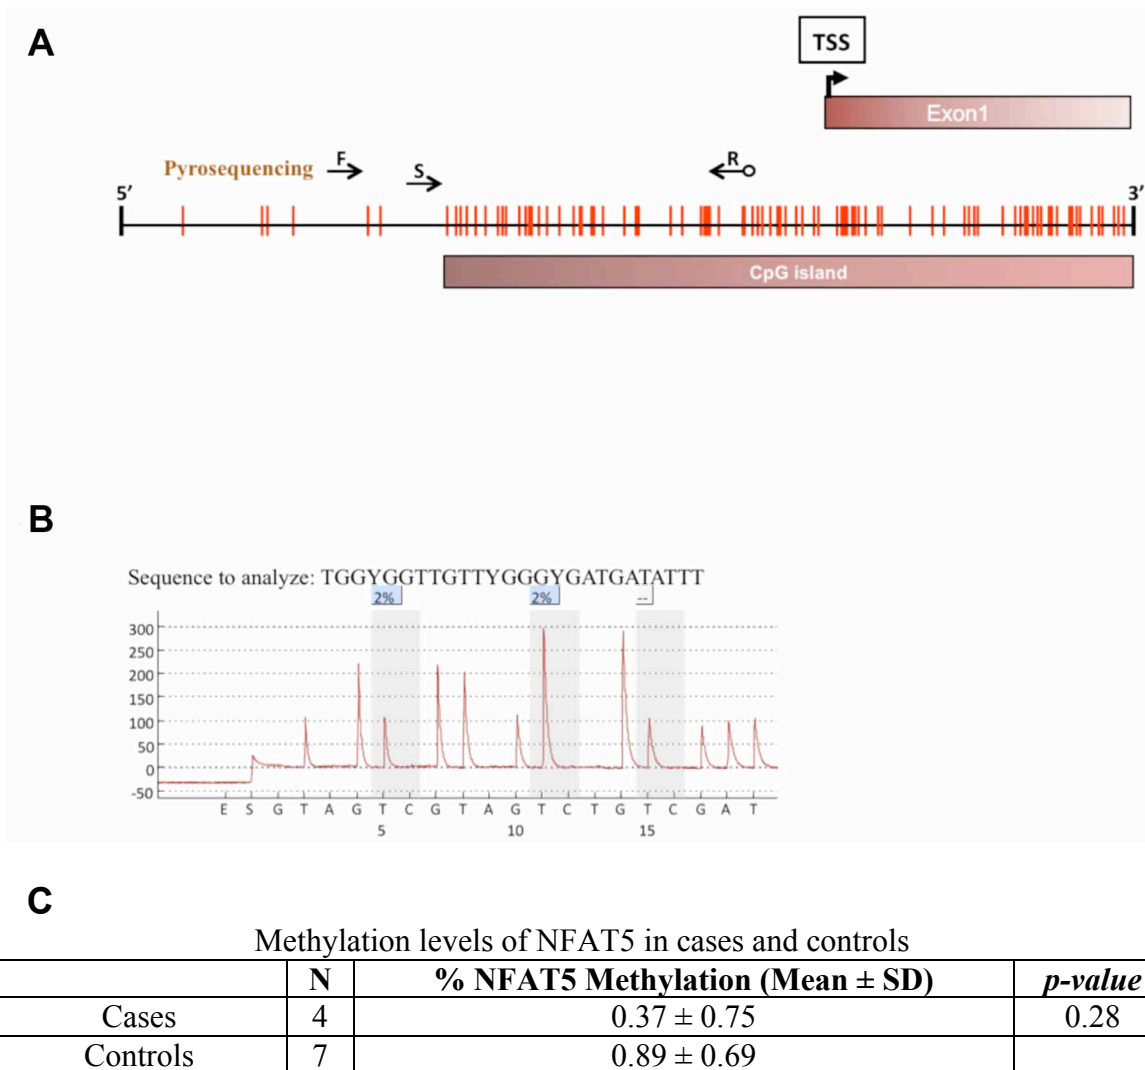 A
TSS
Exon1
Pyrosequencing F
S
R
5′ 3′
CpG island
B
Sequence to analyze: TGGYGGTTGTTYGGGYGATGATATTT
2% 2% --
300
250
200
150
100
50
0
-50
E S G T A G T C G T A G T C T G T C G A T
5 10 15
C
Methylation levels of NFAT5 in cases and controls
N % NFAT5 Methylation (Mean ± SD) p-value
Cases 4 0.37 ± 0.75 0.28
Controls 7 0.89 ± 0.69